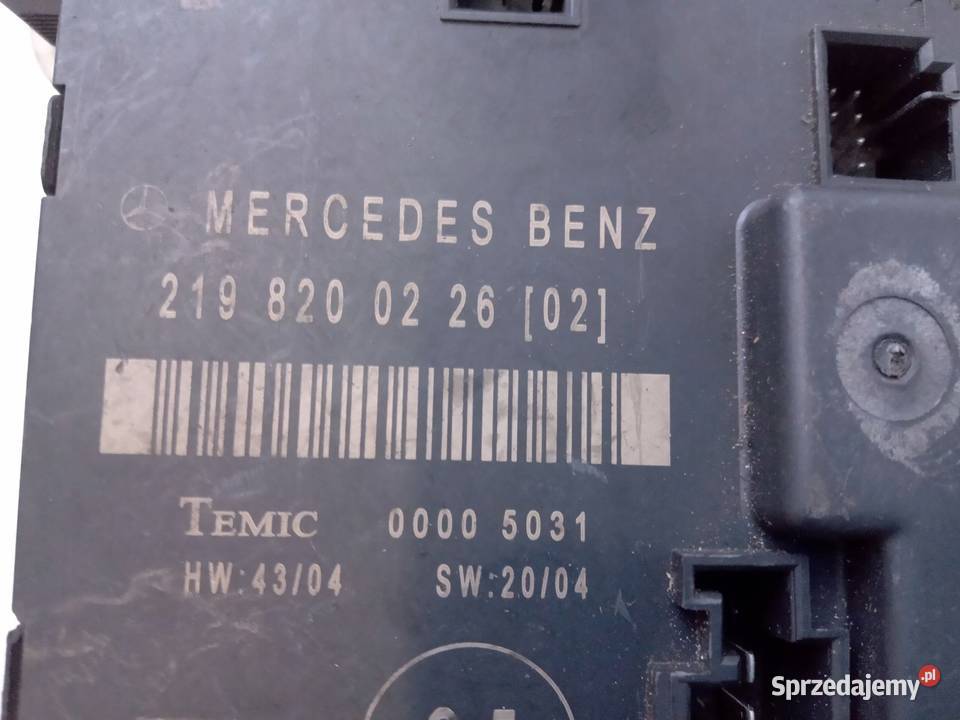 MERCEDES BENZ
219 820 02 26 [02]
TEMIC 0000 5031
HW:43/04 SW:20/04
Sprzedajemy.pl